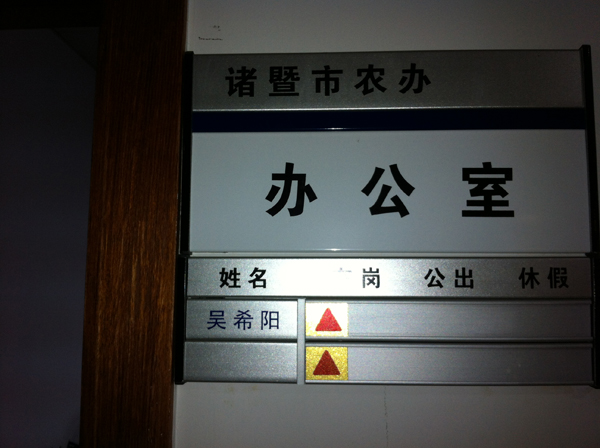 诸暨市农办
办公室
姓名 岗 公出 休假
吴希阳